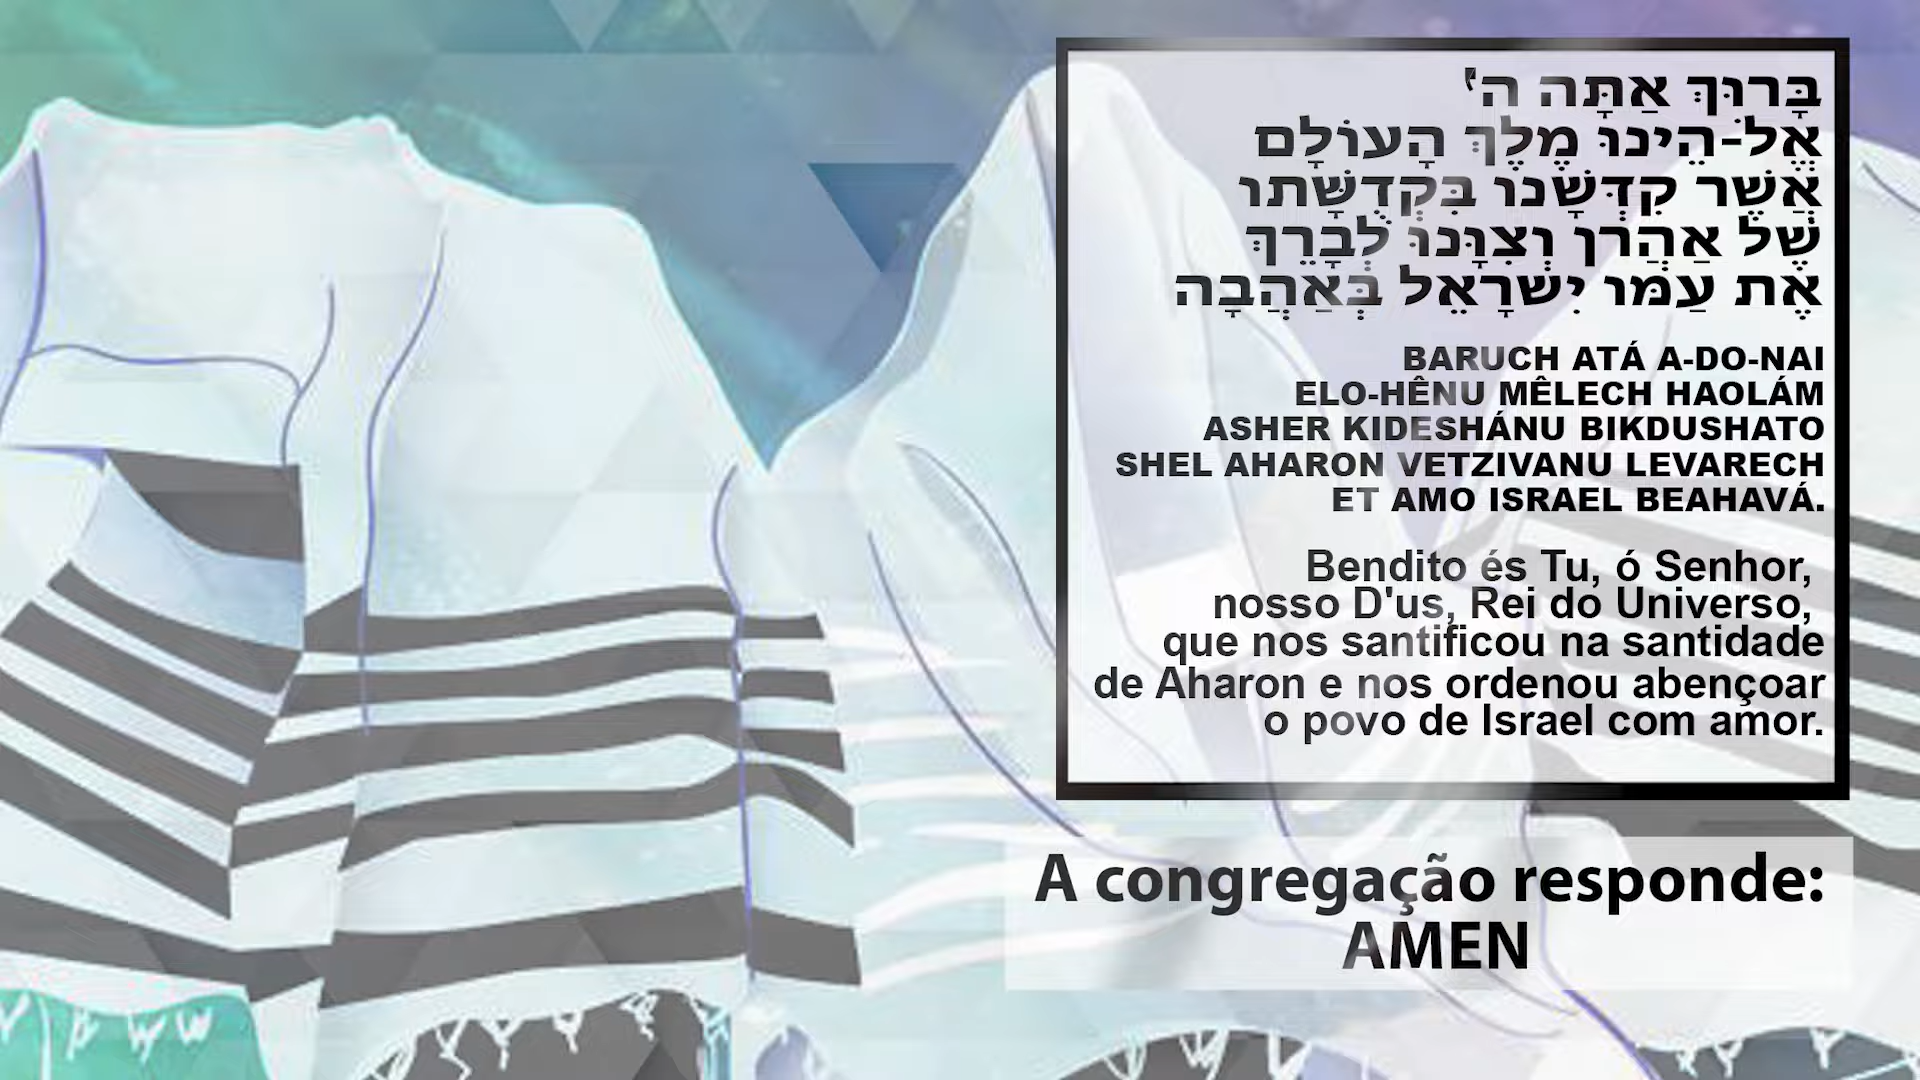 בָּרוּךְ אַתָּה ה'
אֱלֹ-הֵינוּ מֶלֶךְ הָעוֹלָם
אֲשֶׁר קִדְּשָׁנוּ בִּקְדֻשָּׁתוֹ
שֶׁל אַהֲרֹן וְצִוָּנוּ לְבָרֵךְ
אֶת עַמּוֹ יִשְׂרָאֵל בְּאַהֲבָה
BARUCH ATÁ A-DO-NAI
ELO-HÊNU MÊLECH HAOLÁM
ASHER KIDESHÁNU BIKDUSHATO
SHEL AHARON VETZIVANU LEVARECH
ET AMO ISRAEL BEAHAVÁ.
Bendito és Tu, ó Senhor,
nosso D'us, Rei do Universo,
que nos santificou na santidade
de Aharon e nos ordenou abençoar
o povo de Israel com amor.
A congregação responde:
AMEN